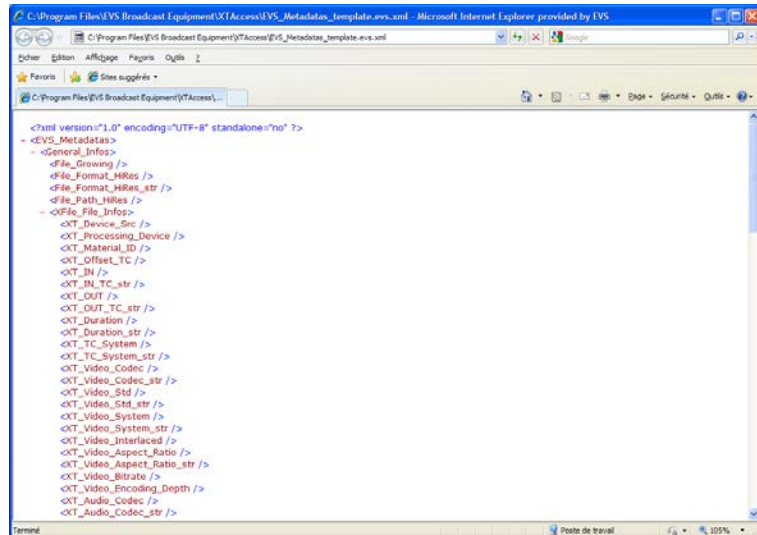 C:\Program Files\EVS Broadcast Equipment\XTAccess\EVS_Metadatas_template.evs.xml - Microsoft Internet Explorer provided by EVS
C:\Program Files\EVS Broadcast Equipment\XTAccess\EVS_Metadatas_template.evs.xml
Google
Fichier Edition Affichage Favoris Outils ?
Favoris Sites suggérés
C:\Program Files\EVS Broadcast Equipment\XTAccess\...
Page Sécurité Outils
<?xml version="1.0" encoding="UTF-8" standalone="no" ?>
- <EVS_Metadatas>
- <General_Infos>
<File_Growing />
<File_Format_HiRes />
<File_Format_HiRes_str />
<File_Path_HiRes />
- <XFile_File_Infos>
<XT_Device_Src />
<XT_Processing_Device />
<XT_Material_ID />
<XT_Offset_TC />
<XT_IN />
<XT_IN_TC_str />
<XT_OUT />
<XT_OUT_TC_str />
<XT_Duration />
<XT_Duration_str />
<XT_TC_System />
<XT_TC_System_str />
<XT_Video_Codec />
<XT_Video_Codec_str />
<XT_Video_Std />
<XT_Video_Std_str />
<XT_Video_System />
<XT_Video_System_str />
<XT_Video_Interlaced />
<XT_Video_Aspect_Ratio />
<XT_Video_Aspect_Ratio_str />
<XT_Video_Bitrate />
<XT_Video_Encoding_Depth />
<XT_Audio_Codec />
<XT_Audio_Codec_str />
Terminé
Poste de travail
105%